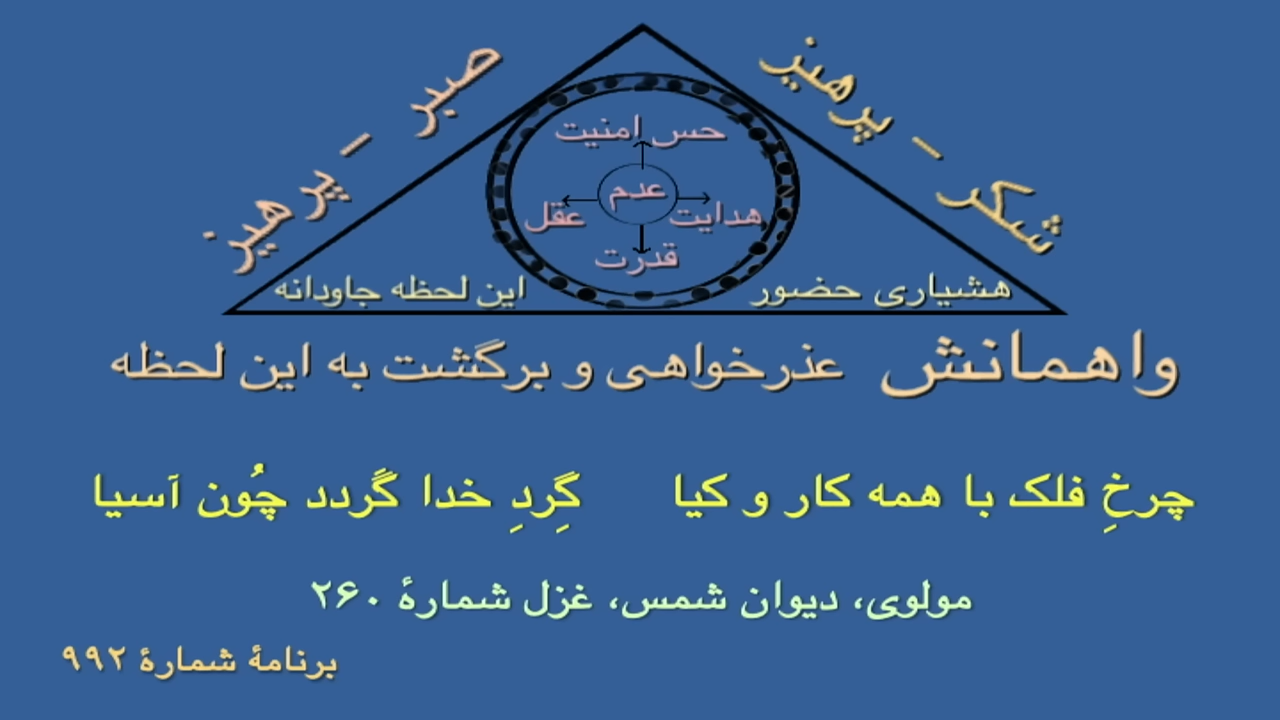 شکر - پرهیز
صبر - پرهیز
حس امنیت
عدم
هدایت
عقل
قدرت
هشیاری حضور
این لحظه جاودانه
واهمانش عذرخواهی و برگشت به این لحظه
چرخِ فلک با همه کار و کیا گِردِ خدا گَردد چُون آسیا
مولوی، دیوان شمس، غزل شمارهٔ ۲۶۰
برنامهٔ شمارهٔ ۹۹۲